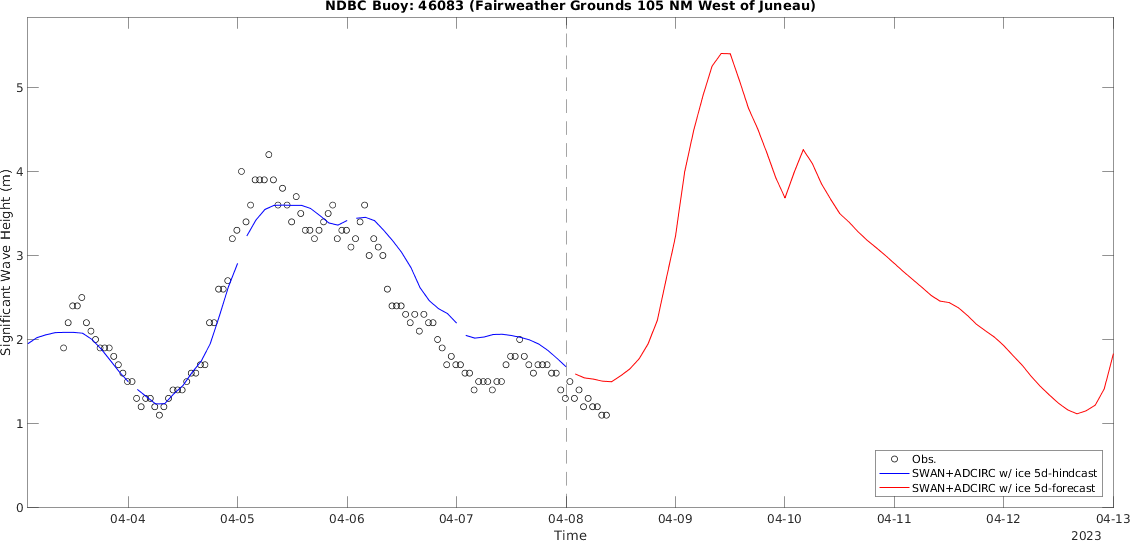 NDBC Buoy: 46083 (Fairweather Grounds 105 NM West of Juneau)
Significant Wave Height (m)
5
4
3
2
1
0
Obs.
SWAN+ADCIRC w/ ice 5d-hindcast
SWAN+ADCIRC w/ ice 5d-forecast
04-04 04-05 04-06 04-07 04-08 04-09 04-10 04-11 04-12 04-13
Time
2023